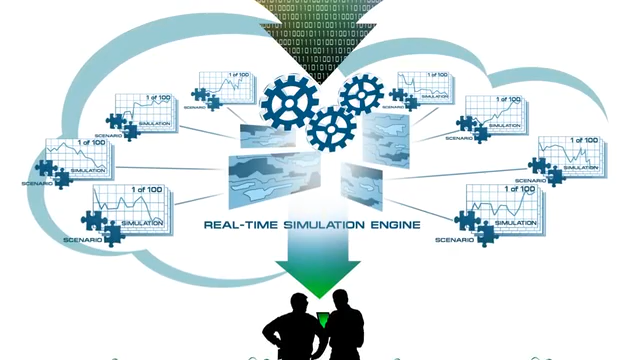 1 of 100
SIMULATION
SCENARIO
1 of 100
SIMULATION
SCENARIO
1 of 100
SIMULATION
SCENARIO
1 of 100
SIMULATION
SCENARIO
1 of 100
SIMULATION
SCENARIO
1 of 100
SIMULATION
SCENARIO
1 of 100
SIMULATION
SCENARIO
1 of 100
SIMULATION
SCENARIO
REAL-TIME SIMULATION ENGINE